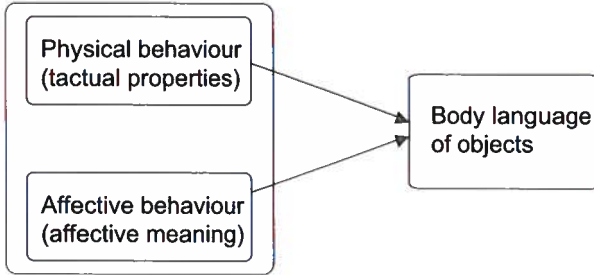 Physical behaviour
(tactual properties)
Body language
of objects
Affective behaviour
(affective meaning)